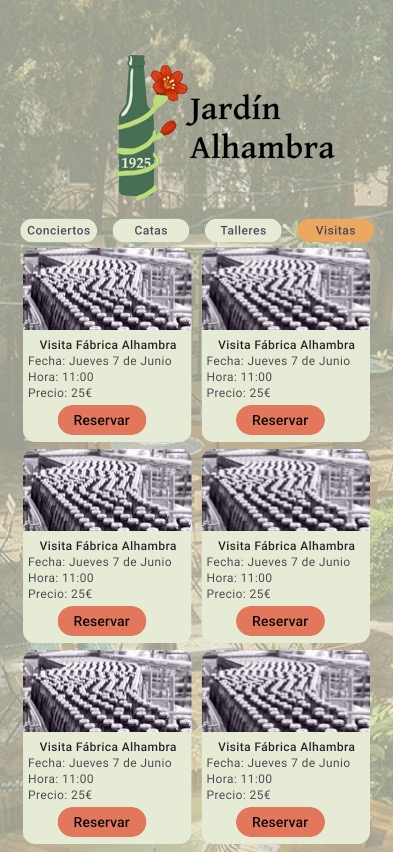 1925
Jardín
Alhambra
Conciertos
Catas
Talleres
Visitas
Visita Fábrica Alhambra
Fecha: Jueves 7 de Junio
Hora: 11:00
Precio: 25€
Reservar
Visita Fábrica Alhambra
Fecha: Jueves 7 de Junio
Hora: 11:00
Precio: 25€
Reservar
Visita Fábrica Alhambra
Fecha: Jueves 7 de Junio
Hora: 11:00
Precio: 25€
Reservar
Visita Fábrica Alhambra
Fecha: Jueves 7 de Junio
Hora: 11:00
Precio: 25€
Reservar
Visita Fábrica Alhambra
Fecha: Jueves 7 de Junio
Hora: 11:00
Precio: 25€
Reservar
Visita Fábrica Alhambra
Fecha: Jueves 7 de Junio
Hora: 11:00
Precio: 25€
Reservar